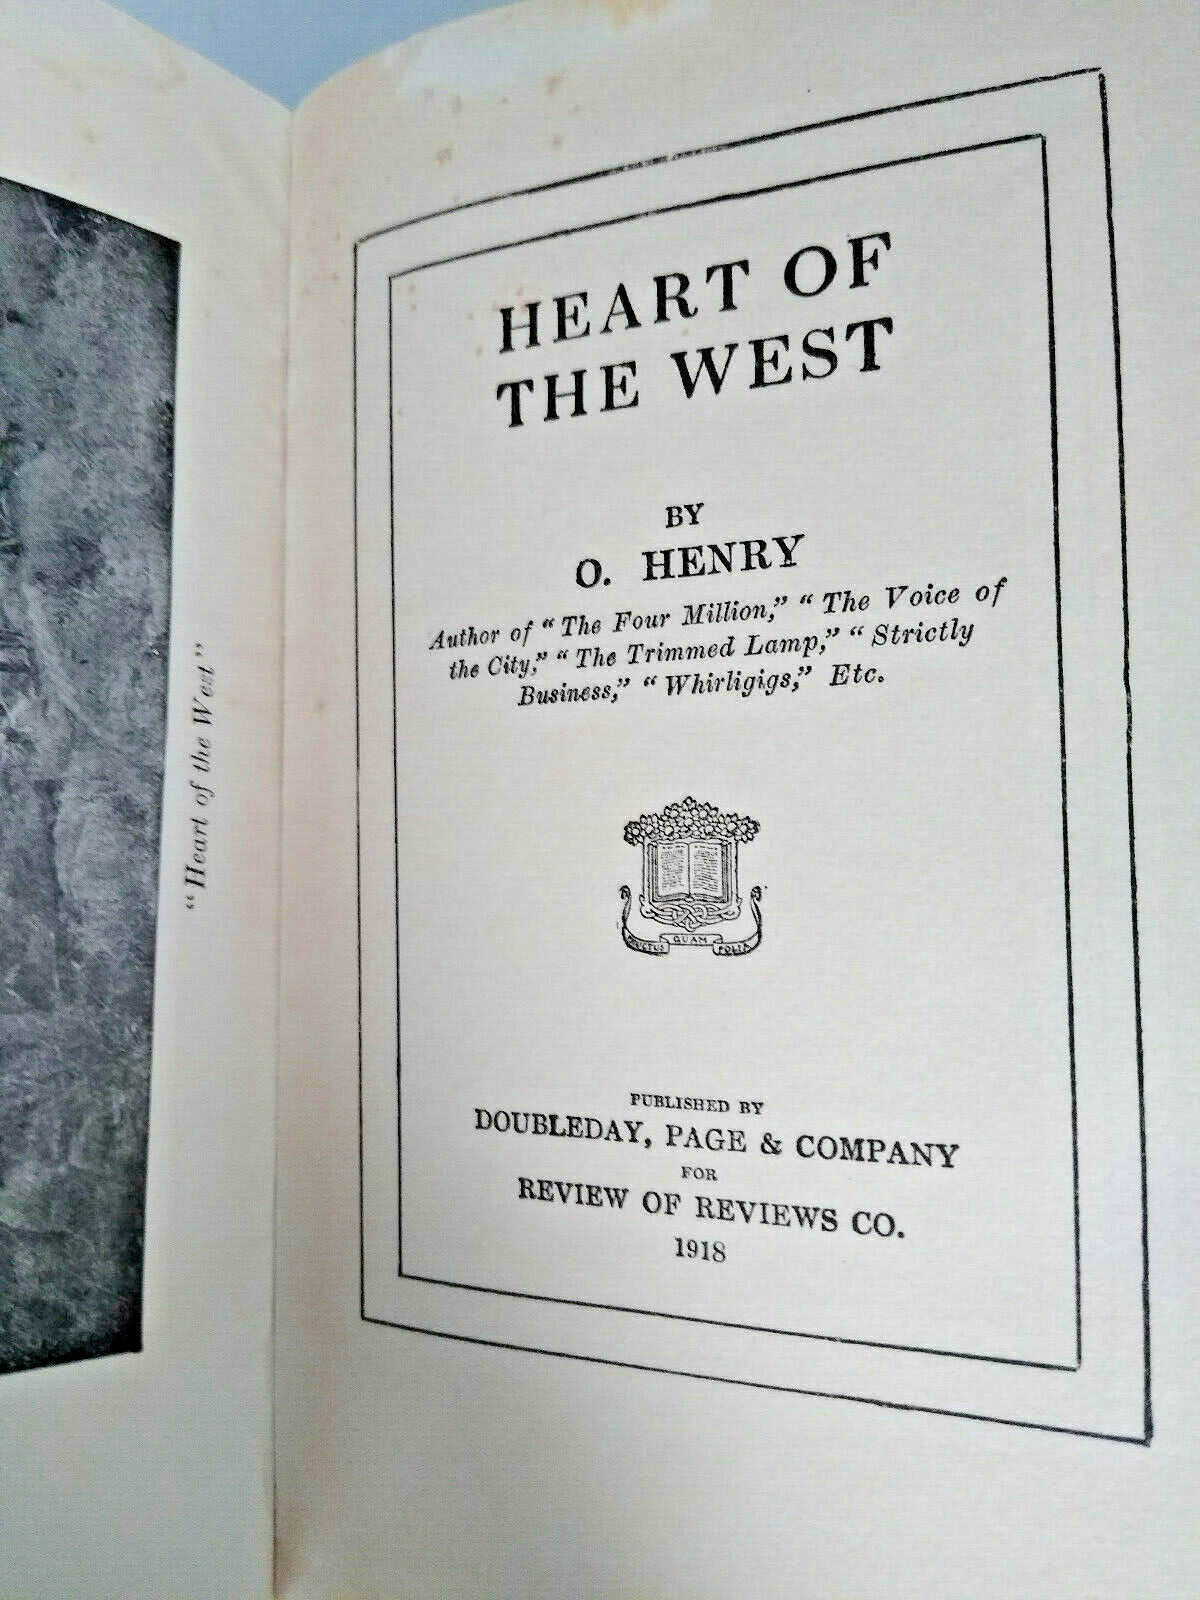 "Heart of the West"
HEART OF
THE WEST
BY
O. HENRY
Author of "The Four Million," "The Voice of
the City," "The Trimmed Lamp," "Strictly
Business," "Whirligigs," Etc.
FRUCTUS QUAM FOLIA
PUBLISHED BY
DOUBLEDAY, PAGE & COMPANY
FOR
REVIEW OF REVIEWS CO.
1918